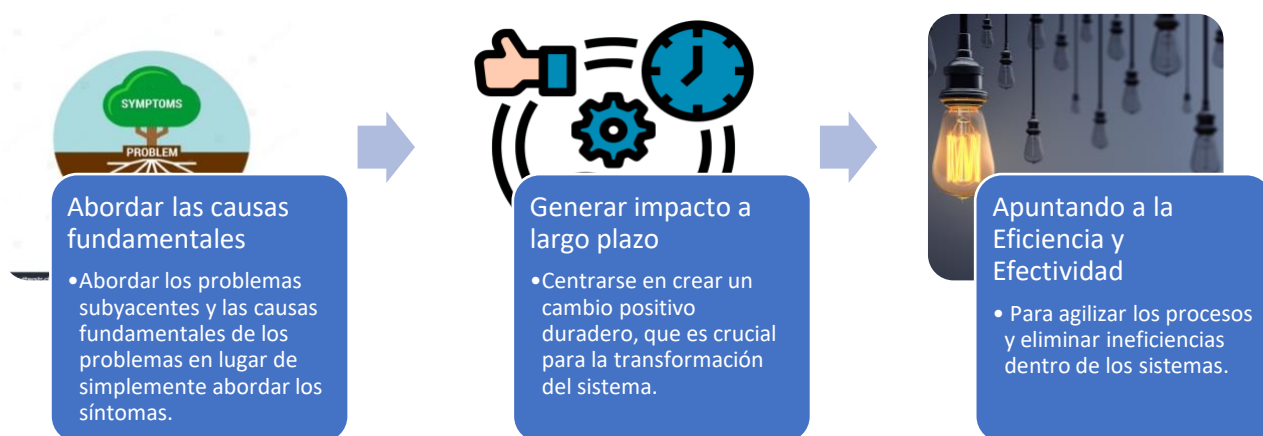 SYMPTOMS
PROBLEM
Abordar las causas
fundamentales
•Abordar los problemas
subyacentes y las causas
fundamentales de los
problemas en lugar de
simplemente abordar los
síntomas.
Generar impacto a
largo plazo
•Centrarse en crear un
cambio positivo
duradero, que es crucial
para la transformación
del sistema.
Apuntando a la
Eficiencia y
Efectividad
• Para agilizar los procesos
y eliminar ineficiencias
dentro de los sistemas.